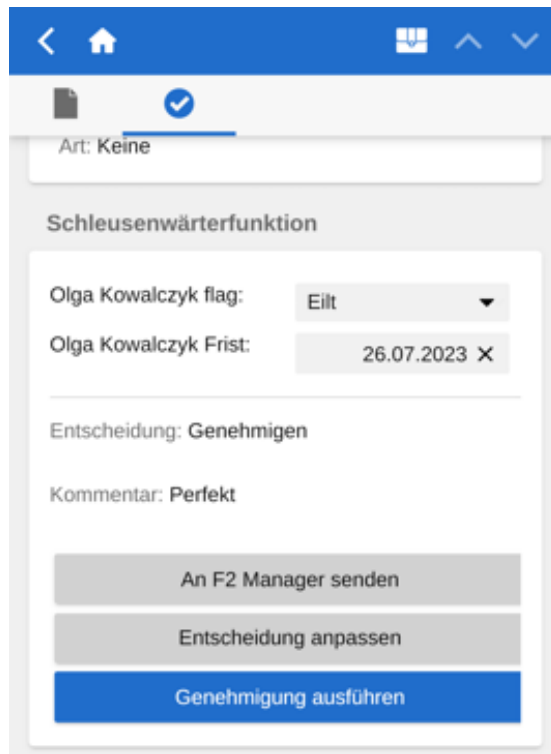 Art: Keine
Schleusenwärterfunktion
Olga Kowalczyk flag: Eilt
Olga Kowalczyk Frist: 26.07.2023
Entscheidung: Genehmigen
Kommentar: Perfekt
An F2 Manager senden
Entscheidung anpassen
Genehmigung ausführen